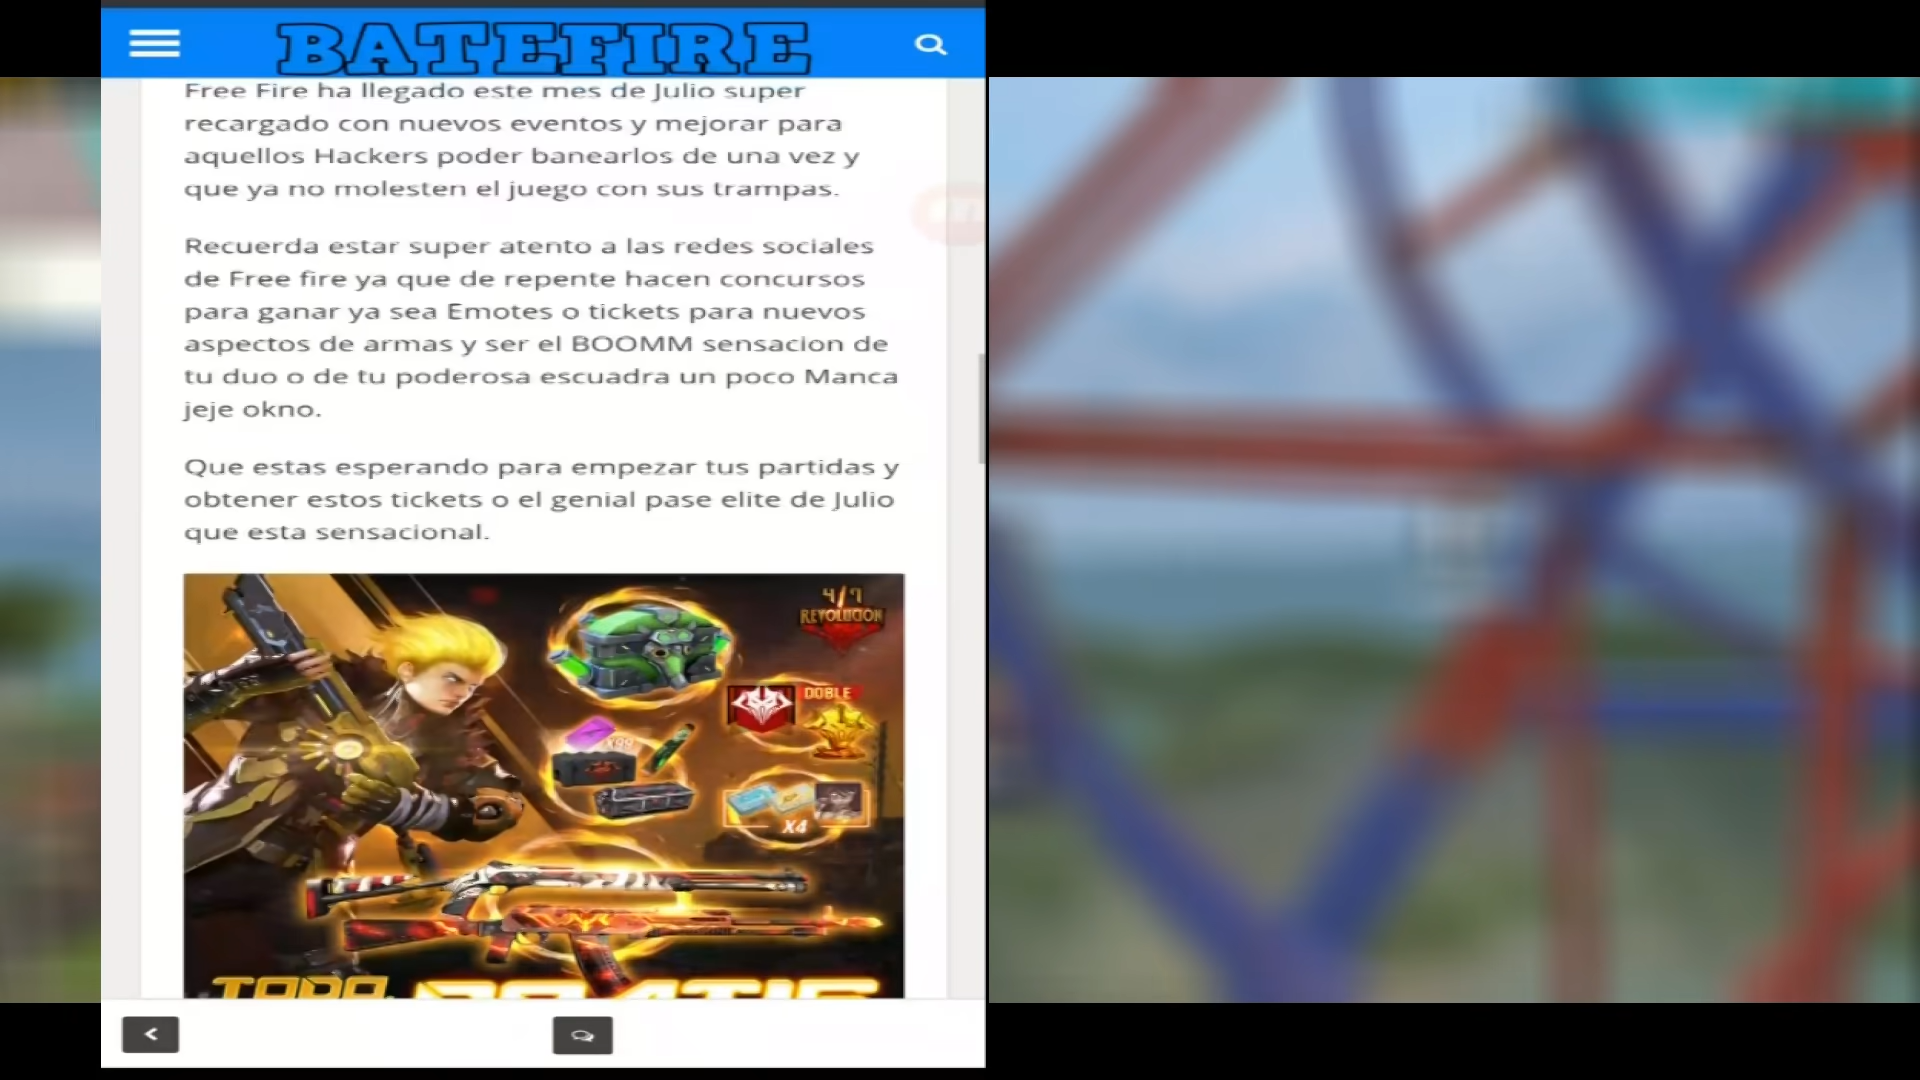 BATEFIRE
Free Fire ha llegado este mes de Julio super
recargado con nuevos eventos y mejorar para
aquellos Hackers poder banearlos de una vez y
que ya no molesten el juego con sus trampas.
Recuerda estar super atento a las redes sociales
de Free fire ya que de repente hacen concursos
para ganar ya sea Emotes o tickets para nuevos
aspectos de armas y ser el BOOMM sensacion de
tu duo o de tu poderosa escuadra un poco Manca
jeje okno.
Que estas esperando para empezar tus partidas y
obtener estos tickets o el genial pase elite de Julio
que esta sensacional.
4/7
REVOLUCION
DOBLE
X99
X4
TODO
GRATIS